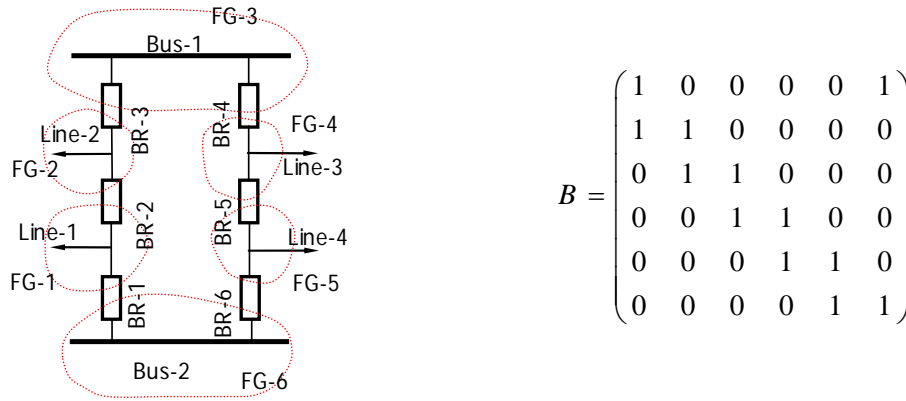 FG-3
Bus-1
BR-3
BR-4
Line-2
FG-4
FG-2
Line-3
BR-2
BR-5
Line-1
Line-4
FG-1
FG-5
BR-1
BR-6
Bus-2
FG-6
B =
1 0 0 0 0 1
1 1 0 0 0 0
0 1 1 0 0 0
0 0 1 1 0 0
0 0 0 1 1 0
0 0 0 0 1 1